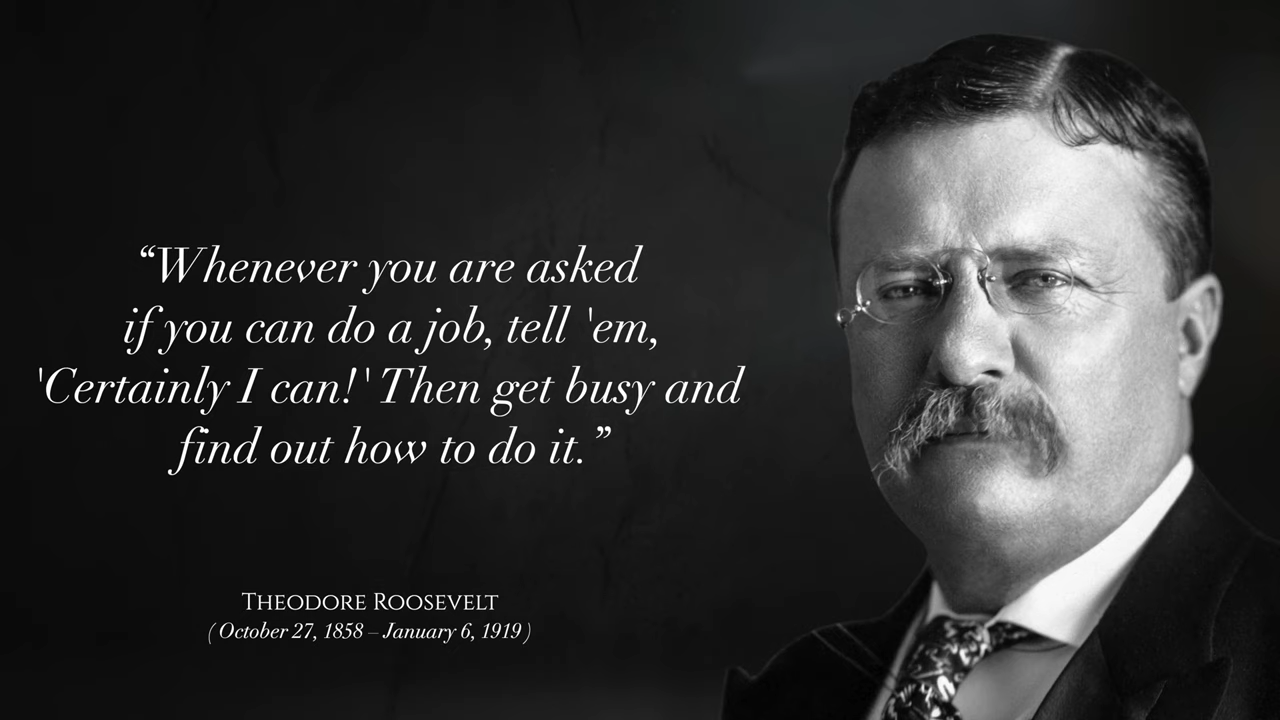 “Whenever you are asked
if you can do a job, tell 'em,
'Certainly I can!' Then get busy and
find out how to do it.”
Theodore Roosevelt
( October 27, 1858 – January 6, 1919 )